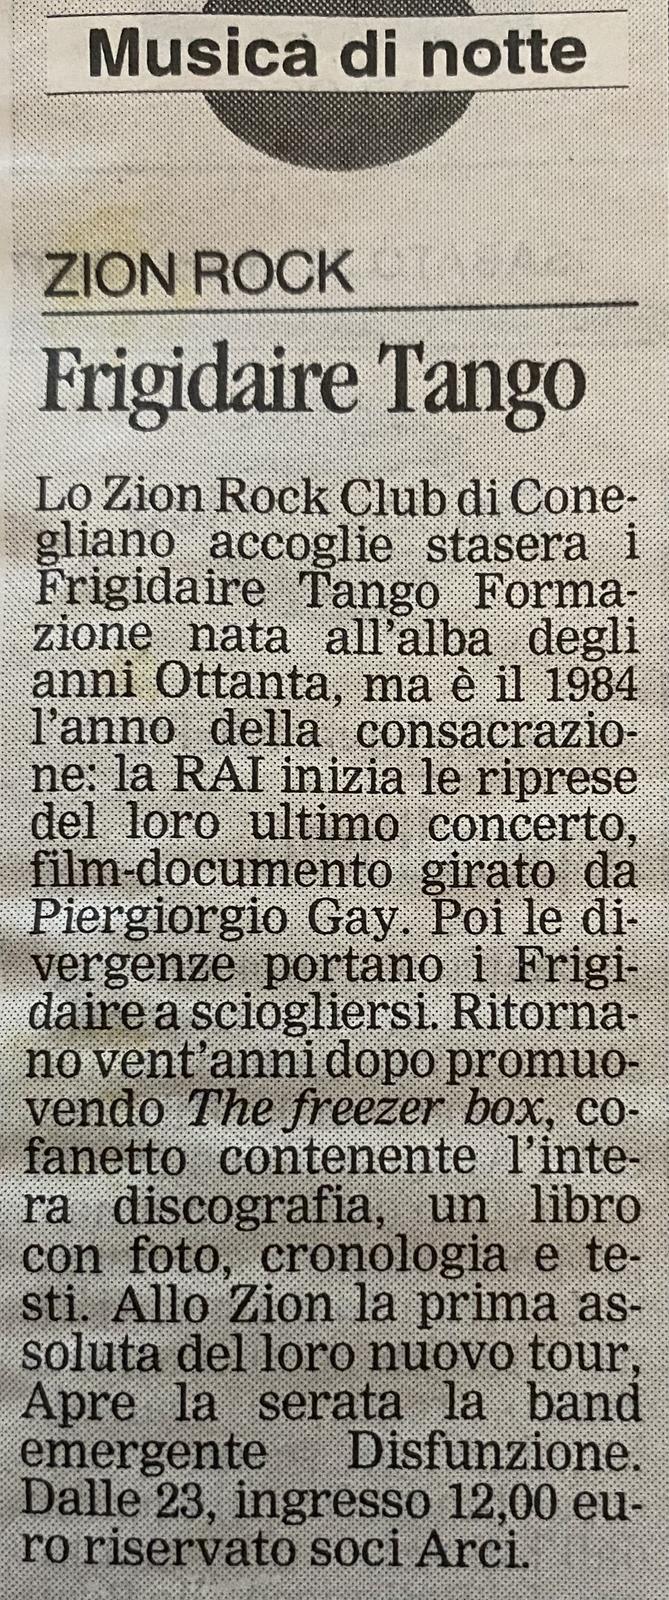 Musica di notte
ZION ROCK
Frigidaire Tango
Lo Zion Rock Club di Cone-
gliano accoglie stasera i
Frigidaire Tango Forma-
zione nata all'alba degli
anni Ottanta, ma è il 1984
l'anno della consacrazio-
ne: la RAI inizia le riprese
del loro ultimo concerto,
film-documento girato da
Piergiorgio Gay. Poi le di-
vergenze portano i Frigi-
daire a sciogliersi. Ritorna-
no vent'anni dopo promuo-
vendo The freezer box, co-
fanetto contenente l'inte-
ra discografia, un libro
con foto, cronologia e te-
sti. Allo Zion la prima as-
soluta del loro nuovo tour,
Apre la serata la band
emergente Disfunzione.
Dalle 23, ingresso 12,00 eu-
ro riservato soci Arci.